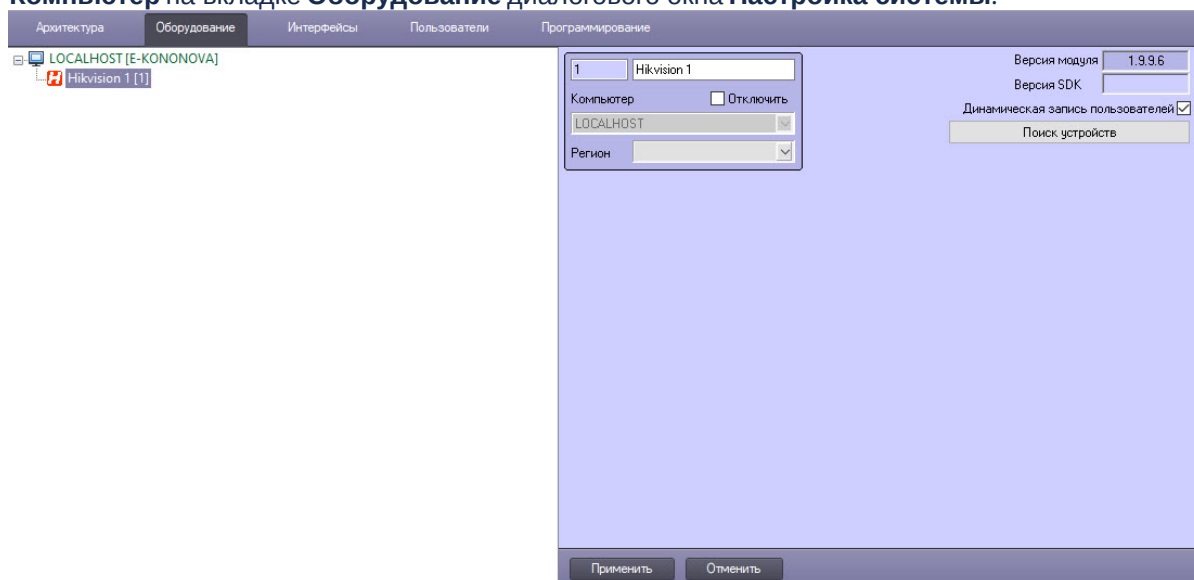 Компьютер на вкладке Оборудование диалогового окна Настройка системы.
Архитектура Оборудование Интерфейсы Пользователи Программирование
LOCALHOST [E-KONONOVA]
Hikvision 1 [1]
1 Hikvision 1
Компьютер Отключить
LOCALHOST
Регион
Версия модуля 1.9.9.6
Версия SDK
Динамическая запись пользователей
Поиск устройств
Применить Отменить